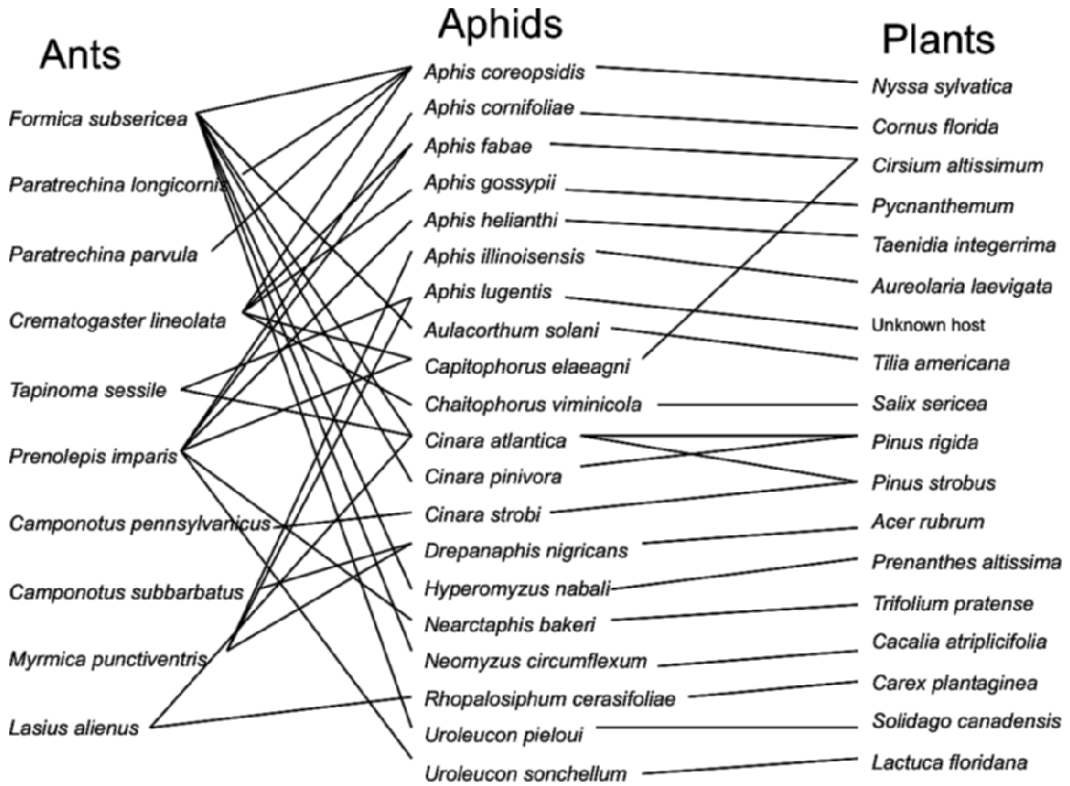 Ants
Formica subsericea
Paratrechina longicornis
Paratrechina parvula
Crematogaster lineolata
Tapinoma sessile
Prenolepis imparis
Camponotus pennsylvanicus
Camponotus subbarbatus
Myrmica punctiventris
Lasius alienus
Aphids
Aphis coreopsidis
Aphis cornifoliae
Aphis fabae
Aphis gossypii
Aphis helianthi
Aphis illinoisensis
Aphis lugentis
Aulacorthum solani
Capitophorus elaeagni
Chaitophorus viminicola
Cinara atlantica
Cinara pinivora
Cinara strobi
Drepanaphis nigricans
Hyperomyzus nabali
Nearctaphis bakeri
Neomyzus circumflexum
Rhopalosiphum cerasifoliae
Uroleucon pieloui
Uroleucon sonchellum
Plants
Nyssa sylvatica
Cornus florida
Cirsium altissimum
Pycnanthemum
Taenidia integerrima
Aureolaria laevigata
Unknown host
Tilia americana
Salix sericea
Pinus rigida
Pinus strobus
Acer rubrum
Prenanthes altissima
Trifolium pratense
Cacalia atriplicifolia
Carex plantaginea
Solidago canadensis
Lactuca floridana